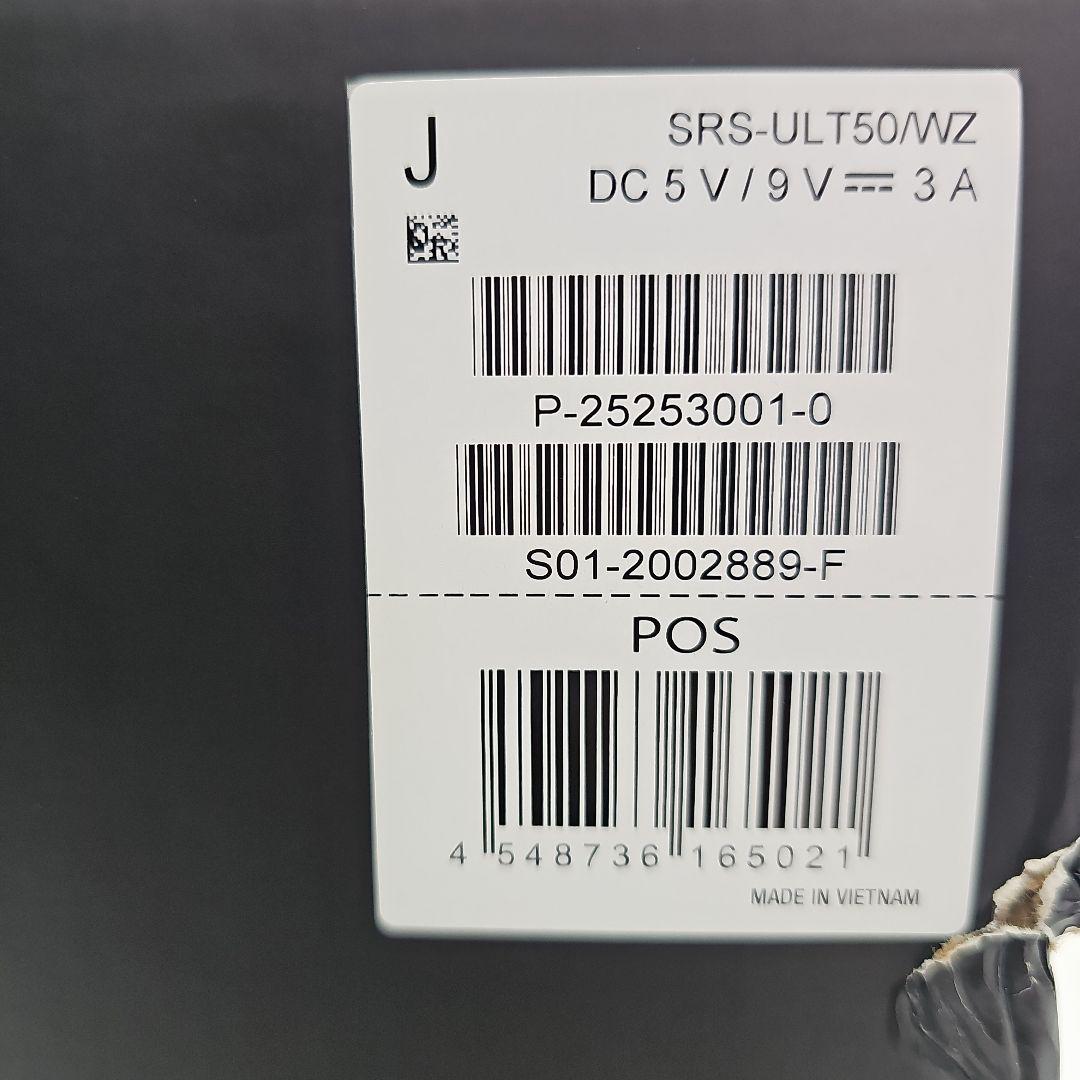 J
SRS-ULT50/WZ
DC 5 V / 9 V ⎓ 3 A
P-25253001-0
S01-2002889-F
POS
4 548736 165021
MADE IN VIETNAM